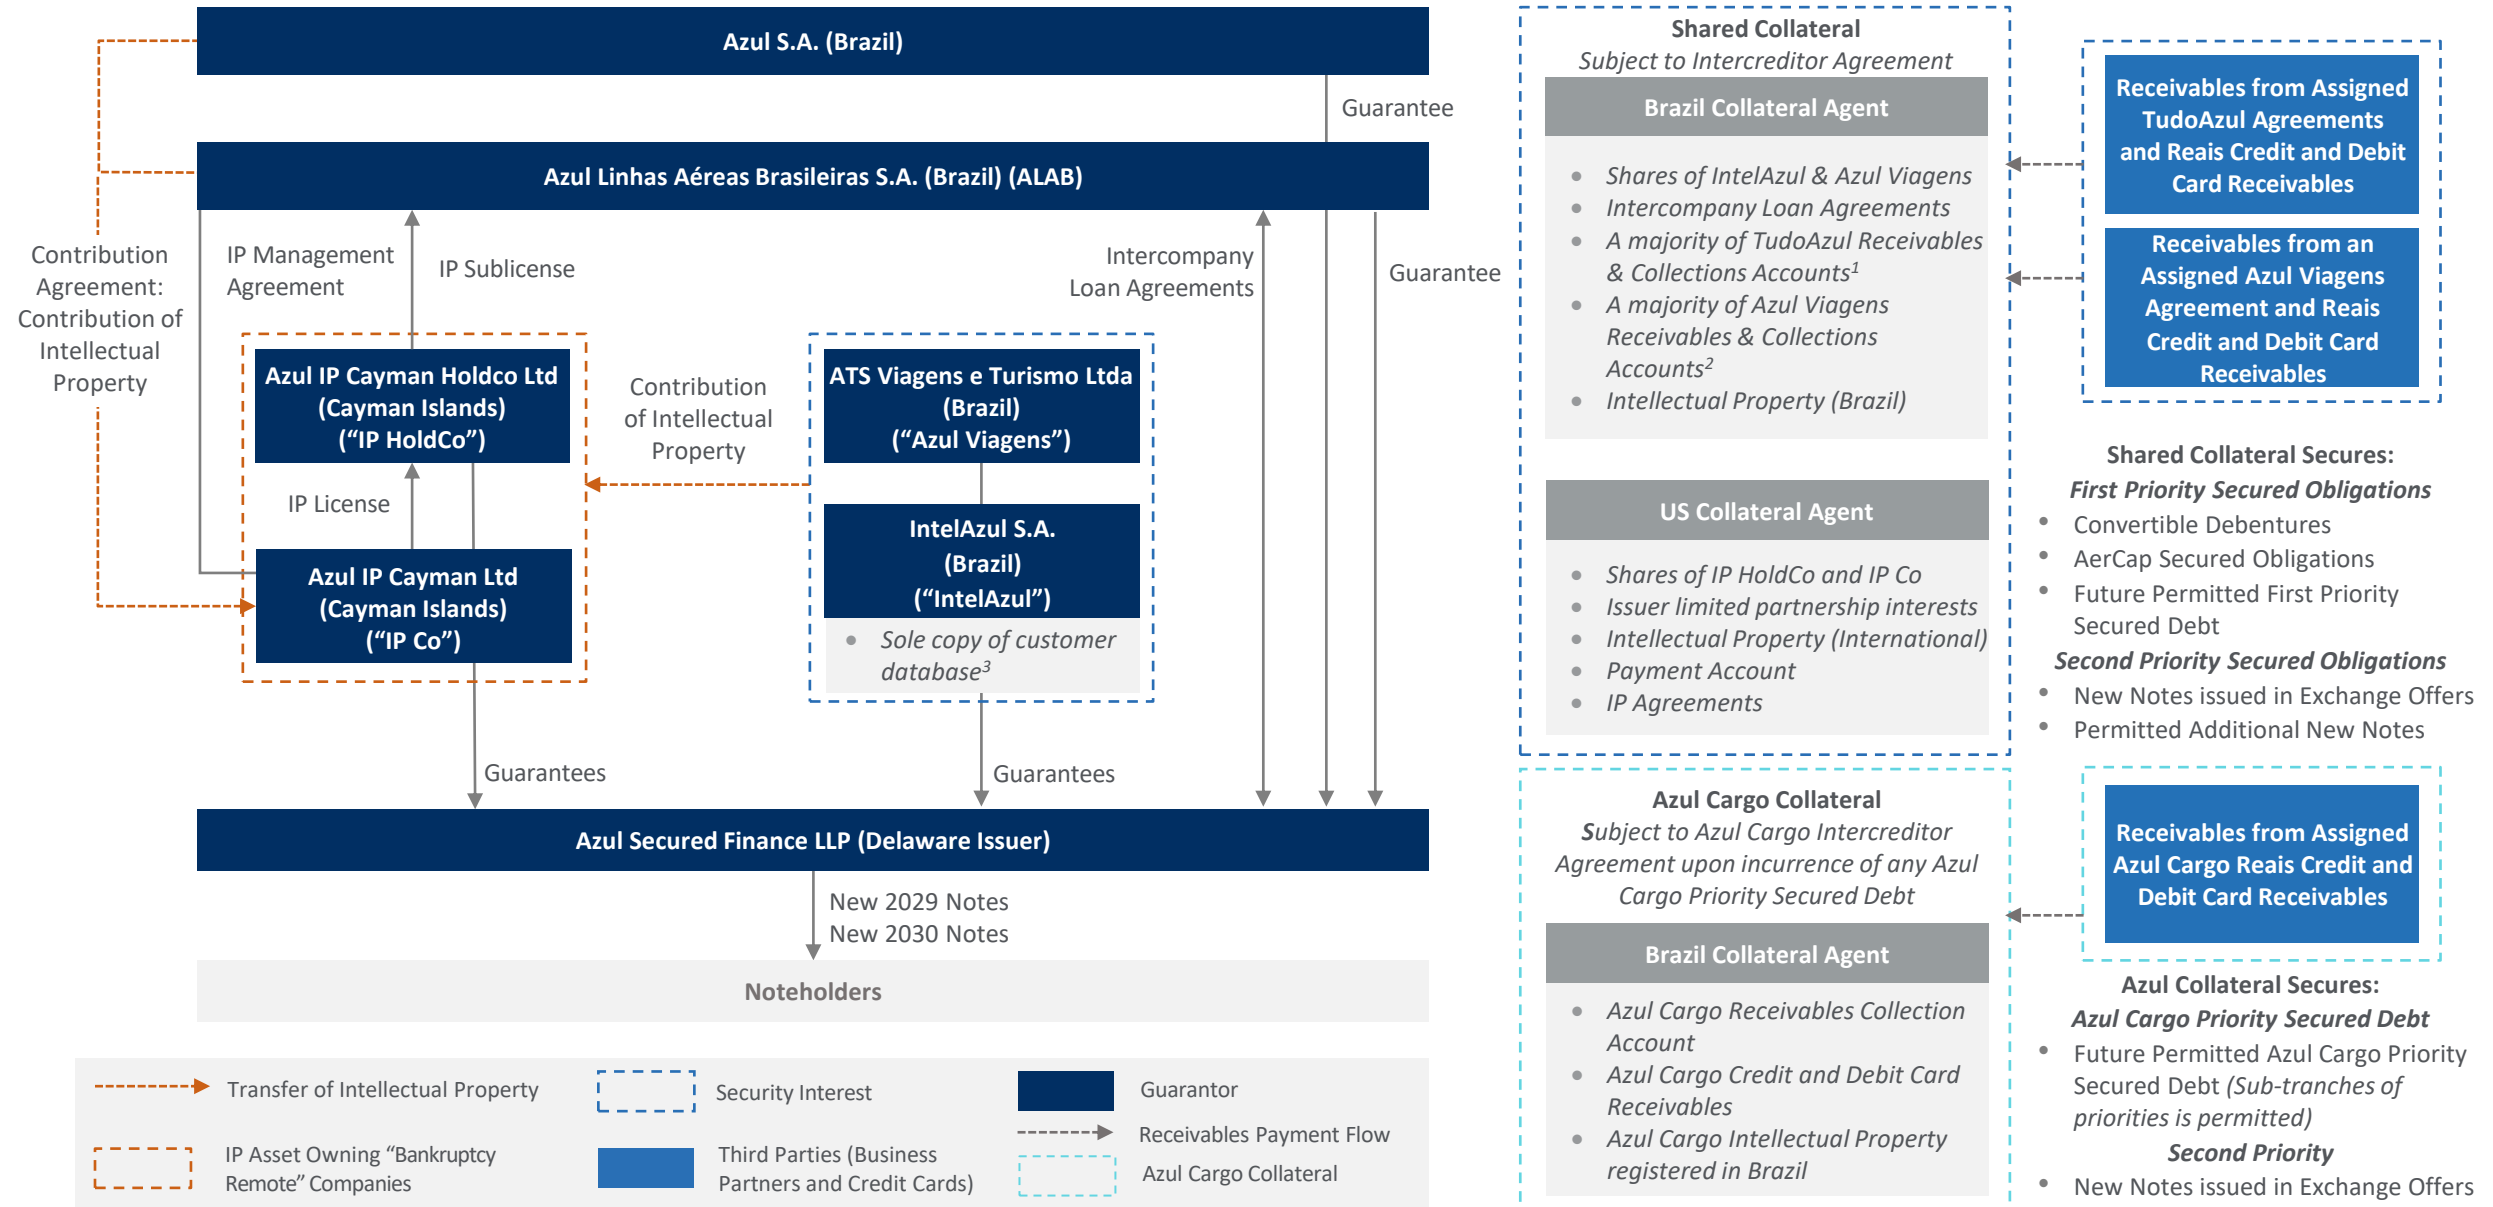 Azul S.A. (Brazil)
Guarantee
Azul Linhas Aéreas Brasileiras S.A. (Brazil) (ALAB)
Contribution
Agreement:
Contribution of
Intellectual
Property
IP Management
Agreement
IP Sublicense
Intercompany
Loan Agreements
Guarantee
Azul IP Cayman Holdco Ltd
(Cayman Islands)
(“IP HoldCo”)
Contribution
of Intellectual
Property
ATS Viagens e Turismo Ltda
(Brazil)
(“Azul Viagens”)
IP License
Azul IP Cayman Ltd
(Cayman Islands)
(“IP Co”)
IntelAzul S.A.
(Brazil)
(“IntelAzul”)
• Sole copy of customer
database3
Guarantees
Guarantees
Azul Secured Finance LLP (Delaware Issuer)
New 2029 Notes
New 2030 Notes
Noteholders
Transfer of Intellectual Property
Security Interest
Guarantor
Receivables Payment Flow
IP Asset Owning “Bankruptcy
Remote” Companies
Third Parties (Business
Partners and Credit Cards)
Azul Cargo Collateral
Shared Collateral
Subject to Intercreditor Agreement
Brazil Collateral Agent
• Shares of IntelAzul & Azul Viagens
• Intercompany Loan Agreements
• A majority of TudoAzul Receivables
& Collections Accounts1
• A majority of Azul Viagens
Receivables & Collections
Accounts2
• Intellectual Property (Brazil)
US Collateral Agent
• Shares of IP HoldCo and IP Co
• Issuer limited partnership interests
• Intellectual Property (International)
• Payment Account
• IP Agreements
Azul Cargo Collateral
Subject to Azul Cargo Intercreditor
Agreement upon incurrence of any Azul
Cargo Priority Secured Debt
Brazil Collateral Agent
• Azul Cargo Receivables Collection
Account
• Azul Cargo Credit and Debit Card
Receivables
• Azul Cargo Intellectual Property
registered in Brazil
Receivables from Assigned
TudoAzul Agreements
and Reais Credit and Debit
Card Receivables
Receivables from an
Assigned Azul Viagens
Agreement and Reais
Credit and Debit Card
Receivables
Shared Collateral Secures:
First Priority Secured Obligations
• Convertible Debentures
• AerCap Secured Obligations
• Future Permitted First Priority
Secured Debt
Second Priority Secured Obligations
• New Notes issued in Exchange Offers
• Permitted Additional New Notes
Receivables from Assigned
Azul Cargo Reais Credit and
Debit Card Receivables
Azul Collateral Secures:
Azul Cargo Priority Secured Debt
• Future Permitted Azul Cargo Priority
Secured Debt (Sub-tranches of
priorities is permitted)
Second Priority
• New Notes issued in Exchange Offers